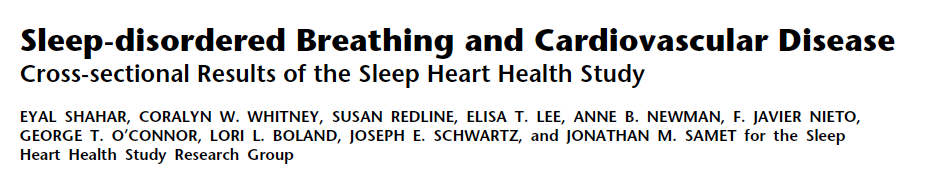 Sleep-disordered Breathing and Cardiovascular Disease
Cross-sectional Results of the Sleep Heart Health Study
EYAL SHAHAR, CORALYN W. WHITNEY, SUSAN REDLINE, ELISA T. LEE, ANNE B. NEWMAN, F. JAVIER NIETO,
GEORGE T. O'CONNOR, LORI L. BOLAND, JOSEPH E. SCHWARTZ, and JONATHAN M. SAMET for the Sleep
Heart Health Study Research Group